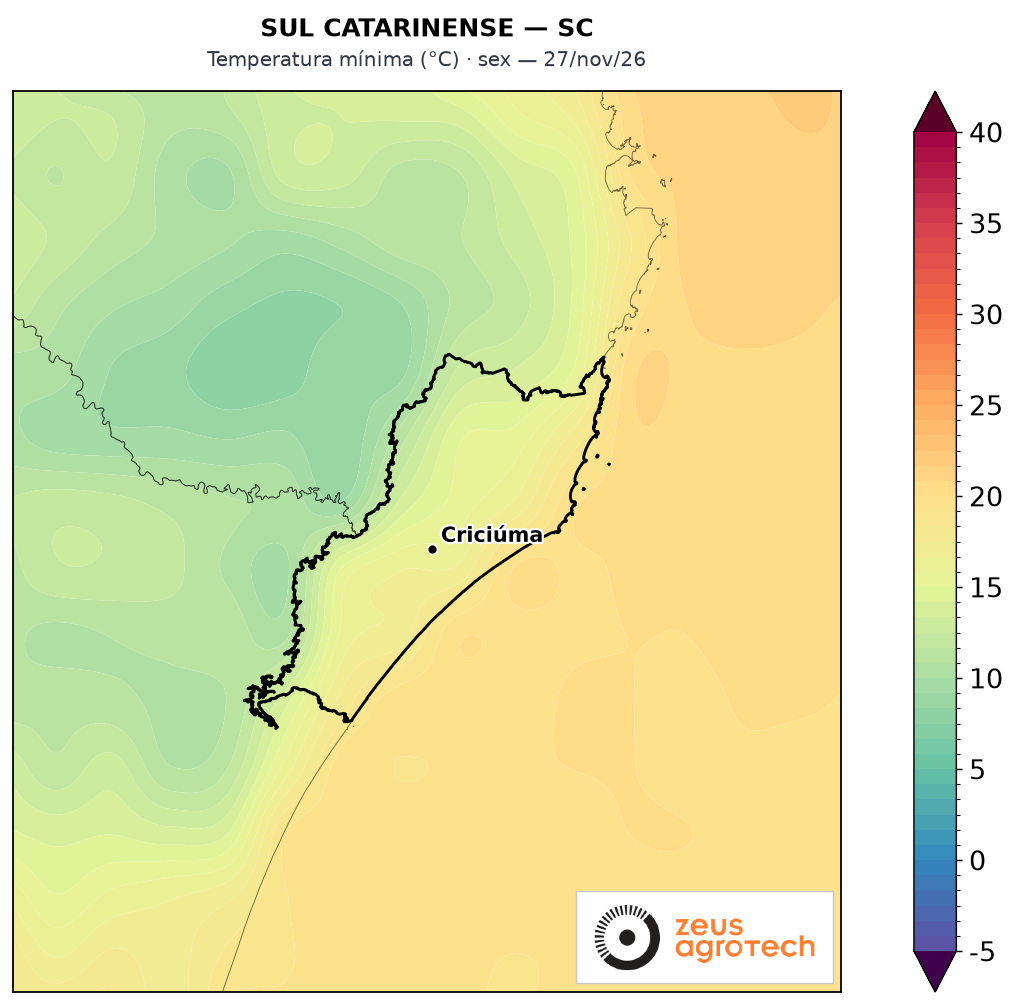 SUL CATARINENSE — SC
Temperatura mínima (°C) · sex — 27/nov/26
40
35
30
25
20
15
10
5
0
-5
Criciúma
zeus
agrotech